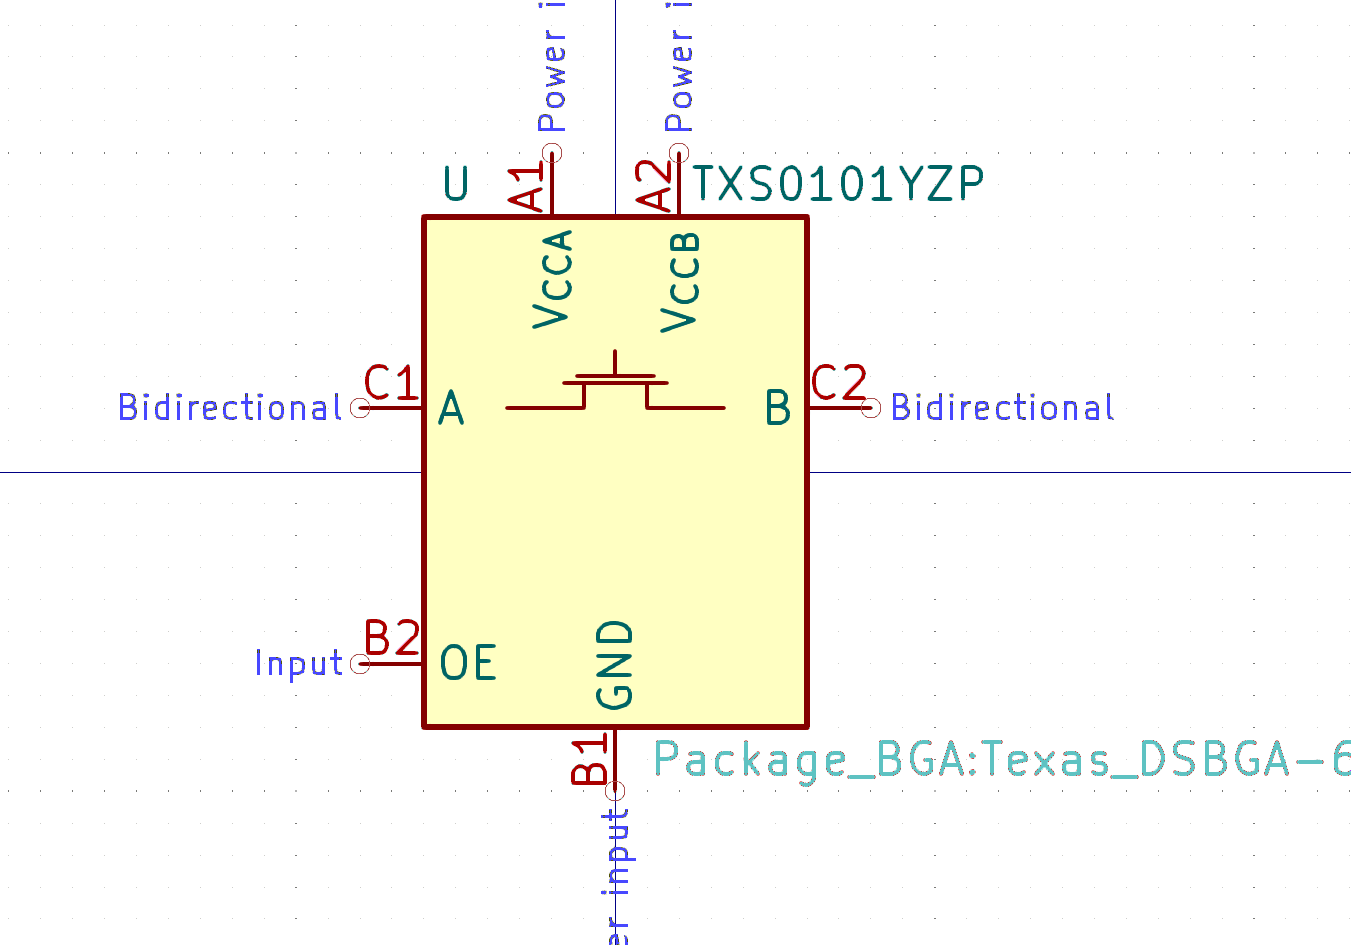 Power i
Power i
U
A1
A2
TXS0101YZP
VCCA
VCCB
Bidirectional
C1
A
B
C2
Bidirectional
Input
B2
OE
GND
B1
Package_BGA:Texas_DSBGA-6
er input